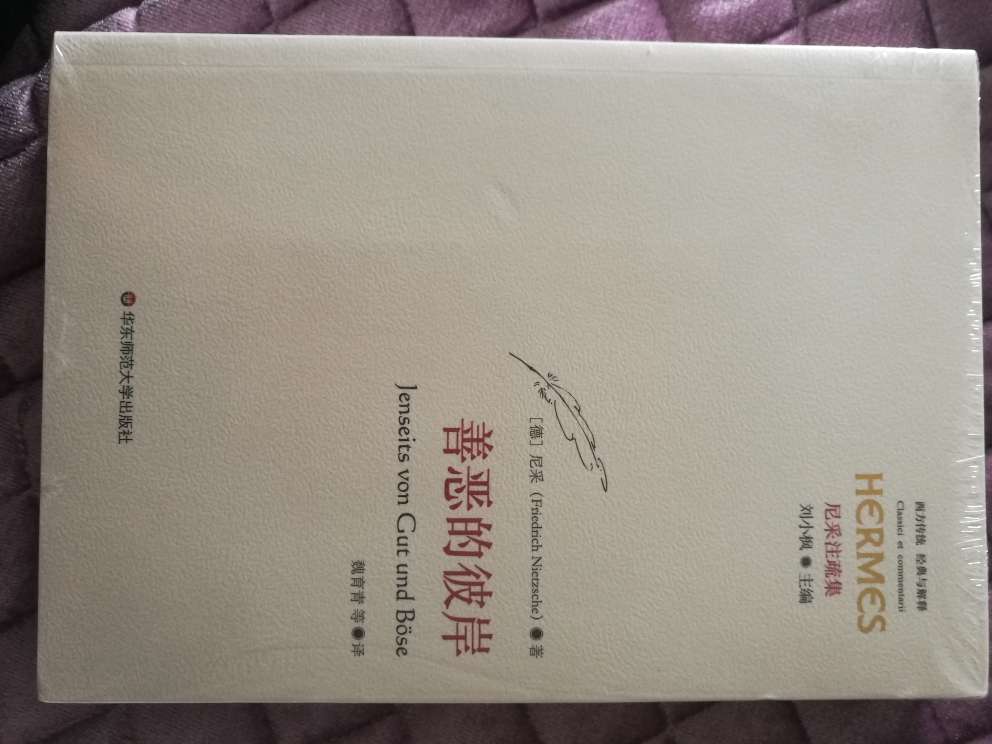 西方传统 经典与解释
Classici et commentarii
HERMES
尼采注疏集
刘小枫●主编
[德] 尼采 (Friedrich Nietzsche)●著
善恶的彼岸
Jenseits von Gut und Böse
魏育青 等●译
华东师范大学出版社